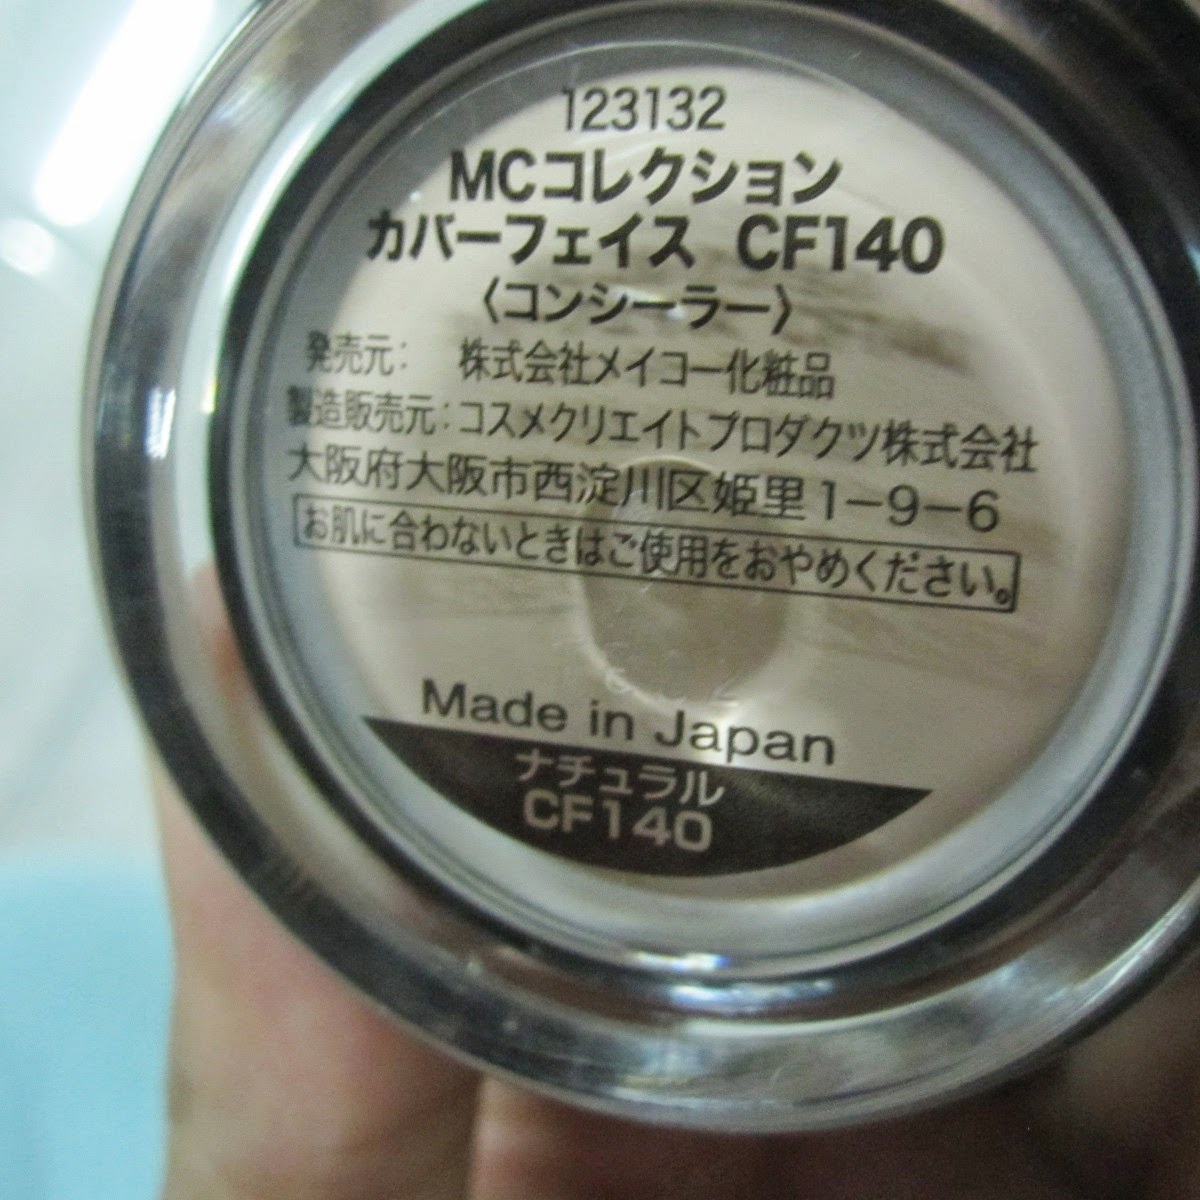 123132
MCコレクション
カバーフェイス CF140
〈コンシーラー〉
発売元： 株式会社メイコー化粧品
製造販売元：コスメクリエイトプロダクツ株式会社
大阪府大阪市西淀川区姫里1-9-6
お肌に合わないときはご使用をおやめください。
Made in Japan
ナチュラル
CF140